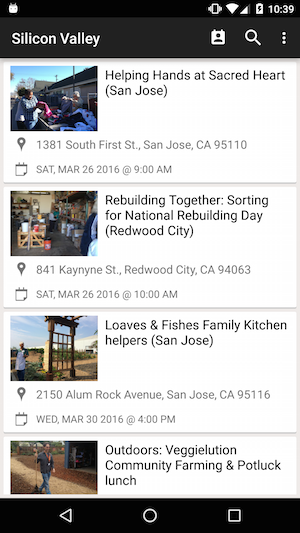 10:39
Silicon Valley
Helping Hands at Sacred Heart
(San Jose)
1381 South First St., San Jose, CA 95110
SAT, MAR 26 2016 @ 9:00 AM
Rebuilding Together: Sorting
for National Rebuilding Day
(Redwood City)
841 Kaynyne St., Redwood City, CA 94063
SAT, MAR 26 2016 @ 10:00 AM
Loaves & Fishes Family Kitchen
helpers (San Jose)
2150 Alum Rock Avenue, San Jose, CA 95116
WED, MAR 30 2016 @ 4:00 PM
Outdoors: Veggielution
Community Farming & Potluck
lunch